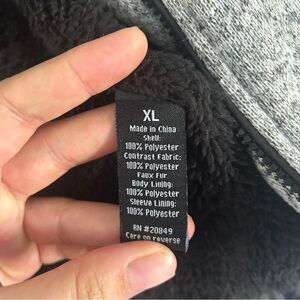 XL
Made in China
Shell:
100% Polyester
Contrast Fabric:
100% Polyester
Faux Fur
Body Lining:
100% Polyester
Sleeve Lining:
100% Polyester
RN #20849
Care on reverse